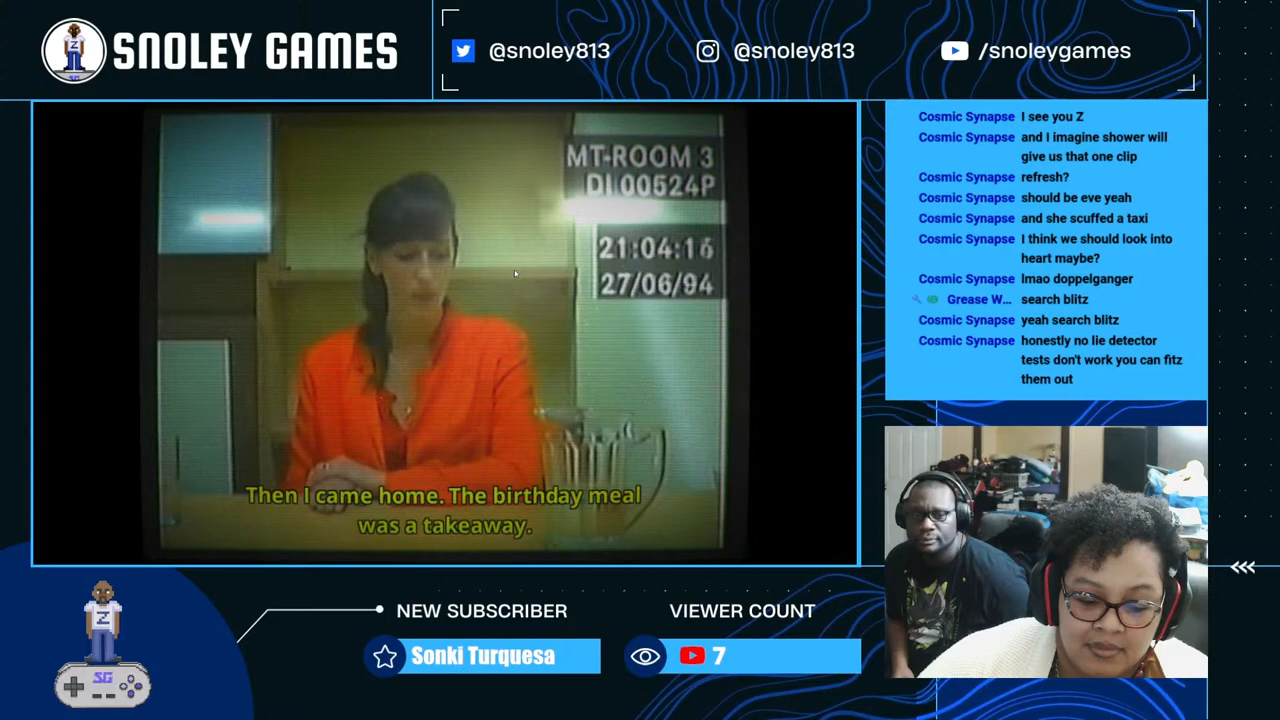 SNOLEY GAMES
@snoley813
@snoley813
/snoleygames
MT-ROOM 3
DI 00524P
21:04:16
27/06/94
Then I came home. The birthday meal
was a takeaway.
Cosmic Synapse I see you Z
Cosmic Synapse and i imagine shower will
give us that one clip
Cosmic Synapse refresh?
Cosmic Synapse should be eve yeah
Cosmic Synapse and she scuffed a taxi
Cosmic Synapse I think we should look into
heart maybe?
Cosmic Synapse lmao doppelganger
Grease W... search blitz
Cosmic Synapse yeah search blitz
Cosmic Synapse honestly no lie detector
tests don't work you can fitz
them out
NEW SUBSCRIBER
Sonki Turquesa
VIEWER COUNT
7
Z
SG